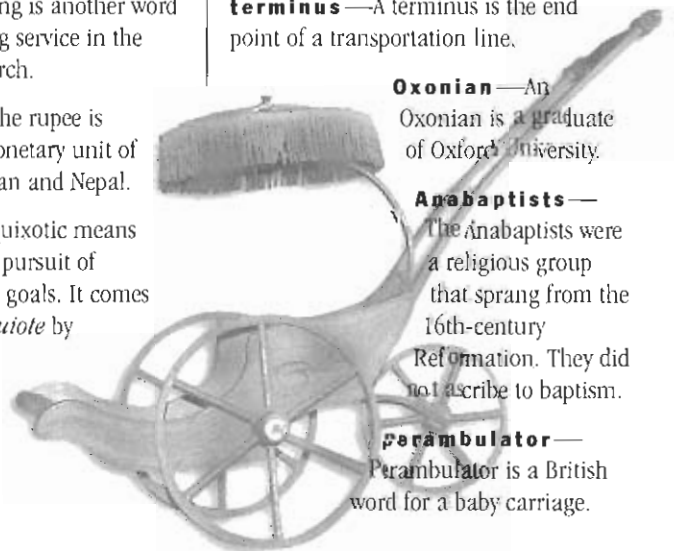 ng is another word
g service in the
rch.
he rupee is
onetary unit of
an and Nepal.
uixotic means
pursuit of
goals. It comes
uiote by
terminus—A terminus is the end
point of a transportation line.
Oxonian—An
Oxonian is a graduate
of Oxford University.
Anabaptists—
The Anabaptists were
a religious group
that sprang from the
16th-century
Reformation. They did
not ascribe to baptism.
perambulator—
Perambulator is a British
word for a baby carriage.